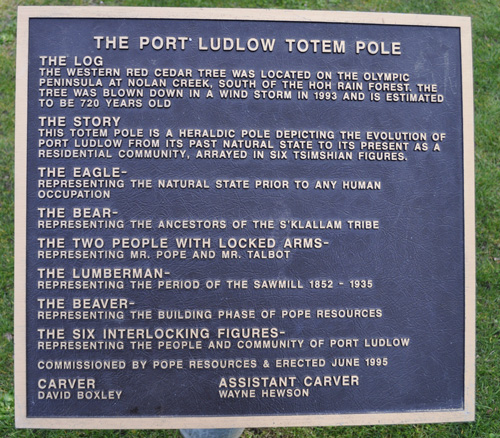 THE PORT LUDLOW TOTEM POLE
THE LOG
THE WESTERN RED CEDAR TREE WAS LOCATED ON THE OLYMPIC
PENINSULA AT NOLAN CREEK, SOUTH OF THE HOH RAIN FOREST. THE
TREE WAS BLOWN DOWN IN A WIND STORM IN 1993 AND IS ESTIMATED
TO BE 720 YEARS OLD
THE STORY
THIS TOTEM POLE IS A HERALDIC POLE DEPICTING THE EVOLUTION OF
PORT LUDLOW FROM ITS PAST NATURAL STATE TO ITS PRESENT AS A
RESIDENTIAL COMMUNITY, ARRAYED IN SIX TSIMSHIAN FIGURES.
THE EAGLE-
REPRESENTING THE NATURAL STATE PRIOR TO ANY HUMAN
OCCUPATION
THE BEAR-
REPRESENTING THE ANCESTORS OF THE S'KLALLAM TRIBE
THE TWO PEOPLE WITH LOCKED ARMS-
REPRESENTING MR. POPE AND MR. TALBOT
THE LUMBERMAN-
REPRESENTING THE PERIOD OF THE SAWMILL 1852 - 1935
THE BEAVER-
REPRESENTING THE BUILDING PHASE OF POPE RESOURCES
THE SIX INTERLOCKING FIGURES-
REPRESENTING THE PEOPLE AND COMMUNITY OF PORT LUDLOW
COMMISSIONED BY POPE RESOURCES & ERECTED JUNE 1995
CARVER ASSISTANT CARVER
DAVID BOXLEY WAYNE HEWSON